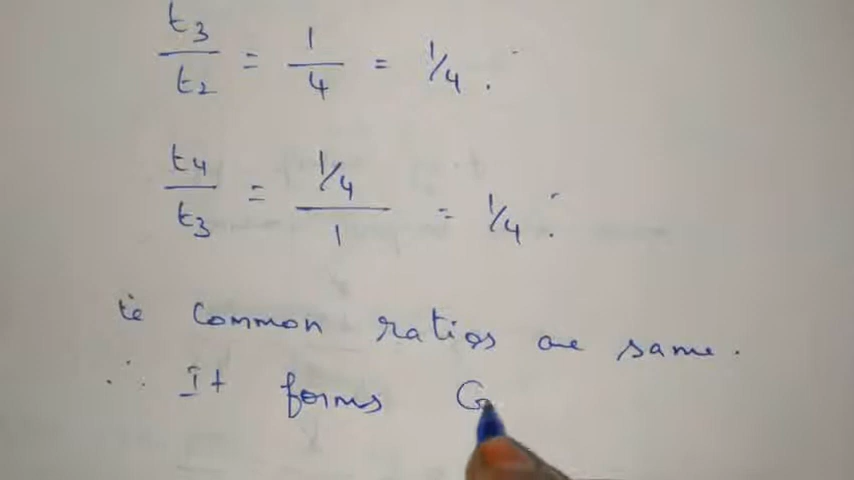 t3/t2 = 1/4 = 1/4.
t4/t3 = (1/4)/1 = 1/4.
ie Common ratios are same.
∴ It forms G